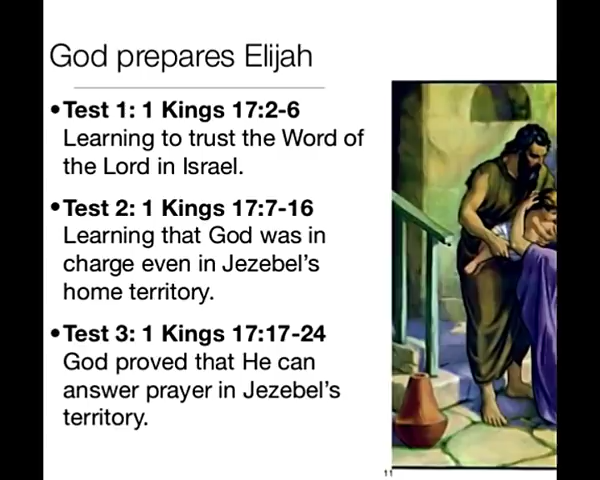 God prepares Elijah
•Test 1: 1 Kings 17:2-6
Learning to trust the Word of
the Lord in Israel.
•Test 2: 1 Kings 17:7-16
Learning that God was in
charge even in Jezebel’s
home territory.
•Test 3: 1 Kings 17:17-24
God proved that He can
answer prayer in Jezebel’s
territory.
11